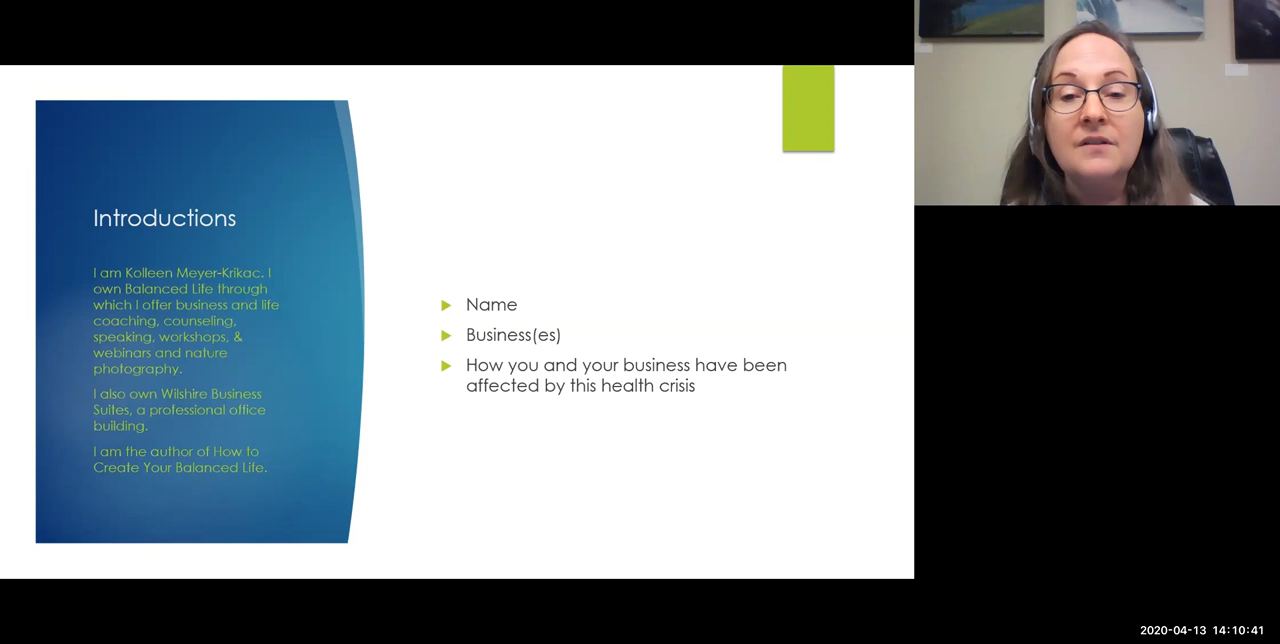 Introductions
I am Kolleen Meyer-Krikac. I
own Balanced Life through
which I offer business and life
coaching, counseling,
speaking, workshops, &
webinars and nature
photography.
I also own Wilshire Business
Suites, a professional office
building.
I am the author of How to
Create Your Balanced Life.
Name
Business(es)
How you and your business have been
affected by this health crisis
2020-04-13 14:10:41